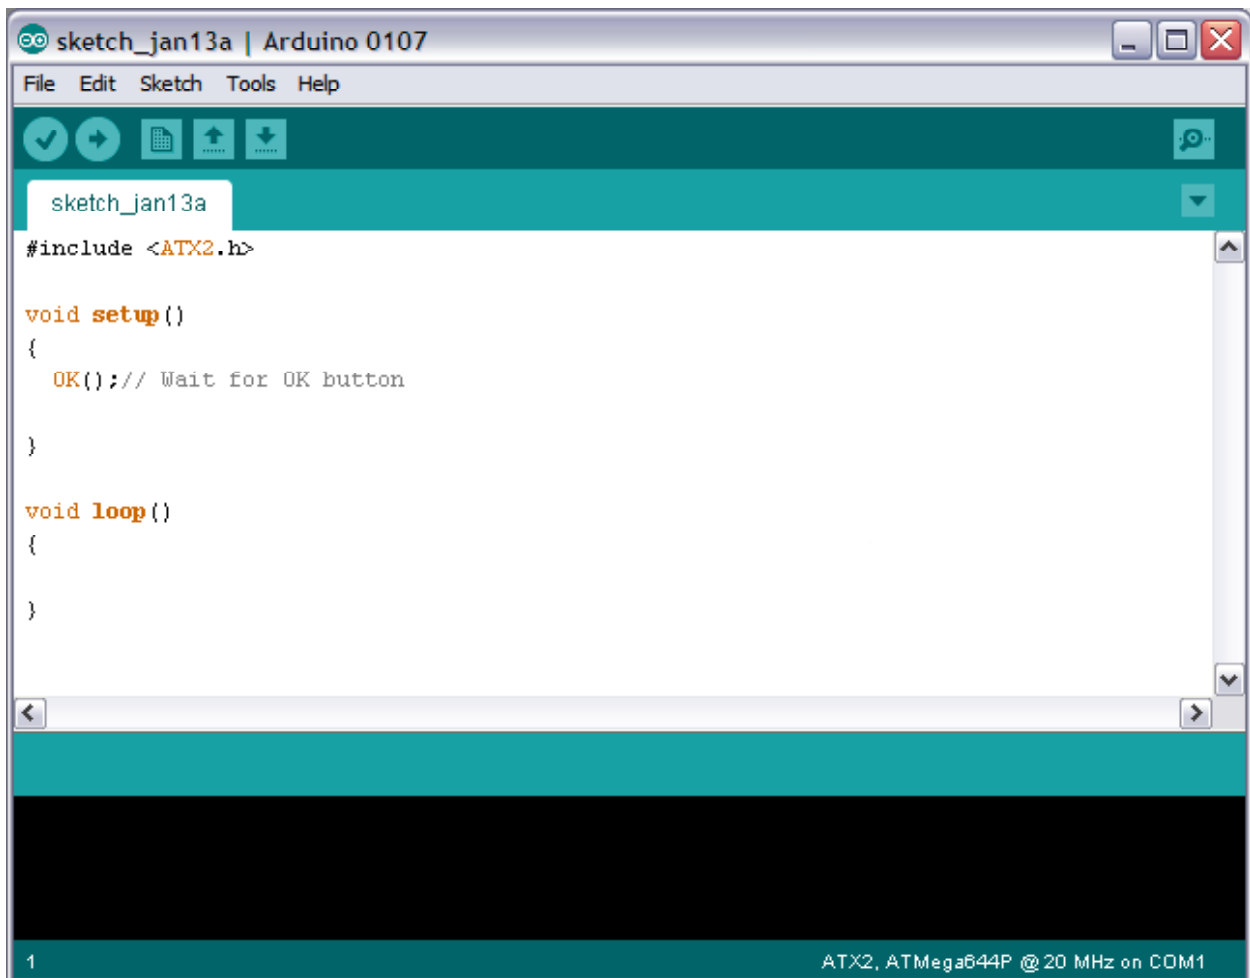 sketch_jan13a | Arduino 0107
File Edit Sketch Tools Help
sketch_jan13a
#include <ATX2.h>
void setup()
{
OK();// Wait for OK button
}
void loop()
{
}
1 ATX2, ATMega644P @ 20 MHz on COM1